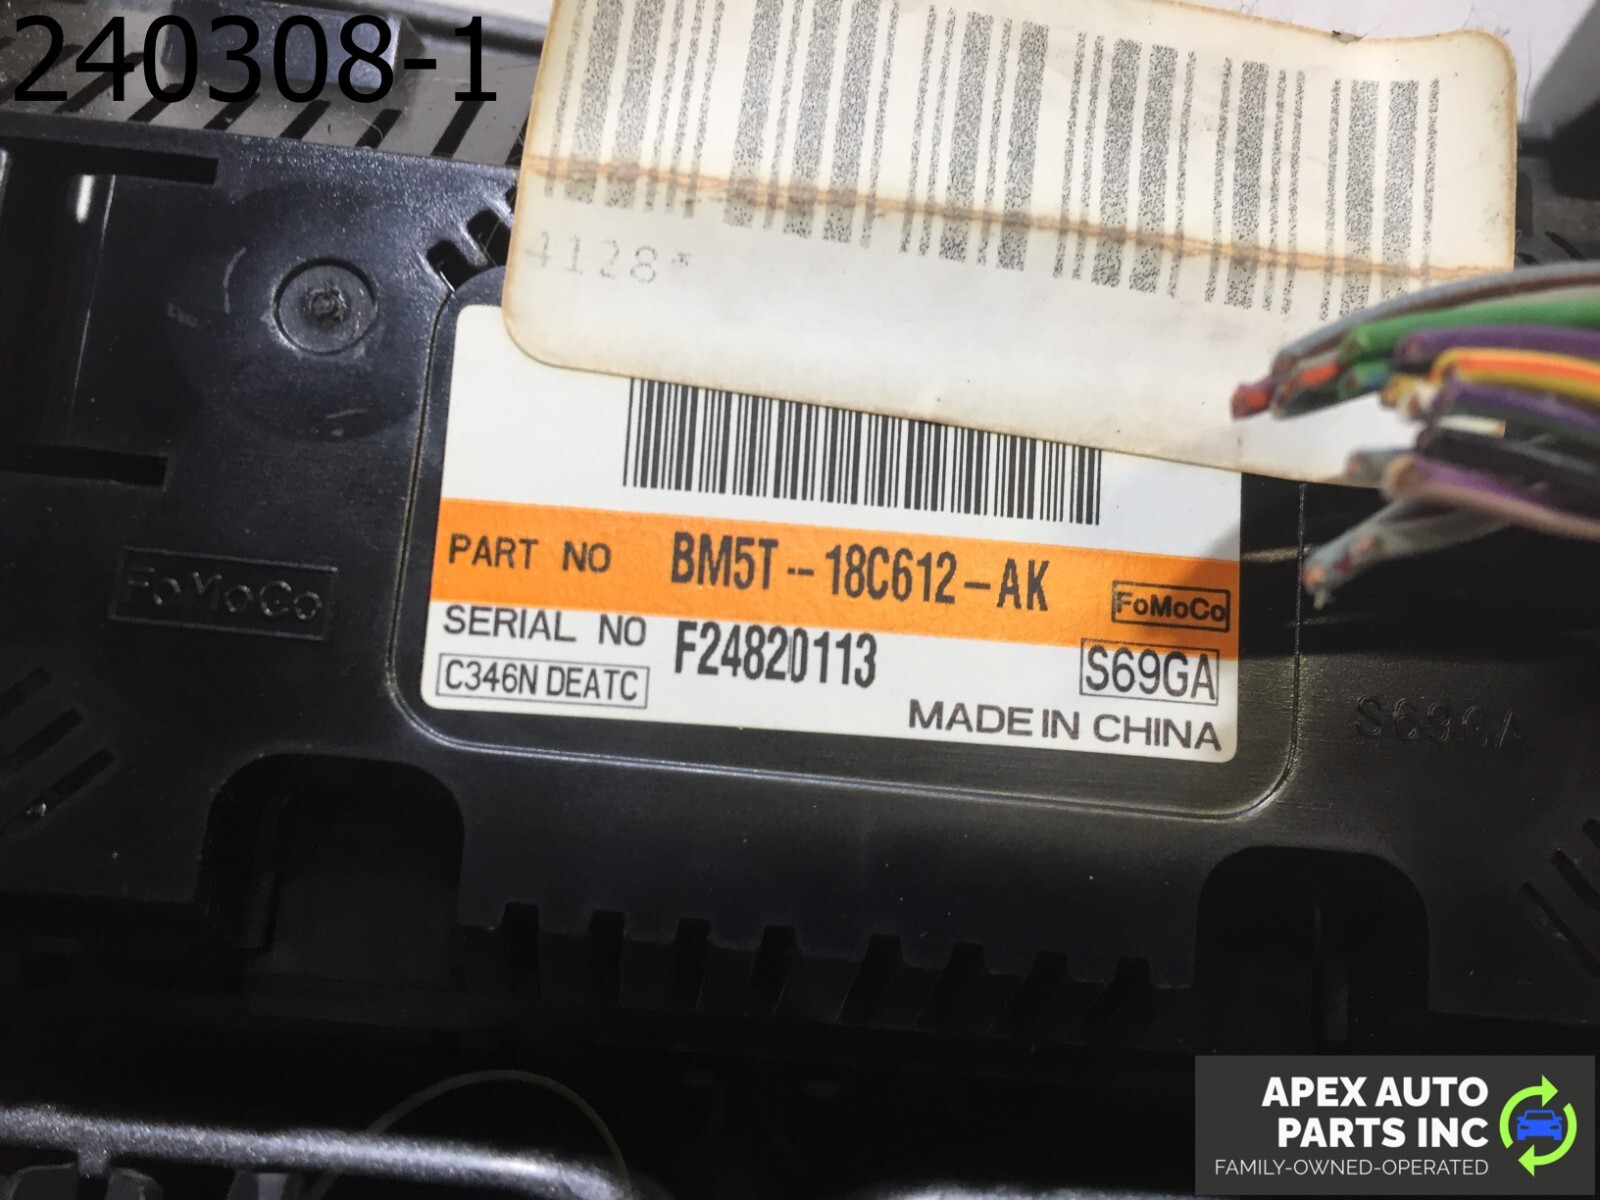 240308-1
4128*
PART NO BM5T--18C612-AK FoMoCo
SERIAL NO F24820113
C346N DEATC
S69GA
MADE IN CHINA
FoMoCo
S69GA
APEX AUTO
PARTS INC
FAMILY-OWNED-OPERATED